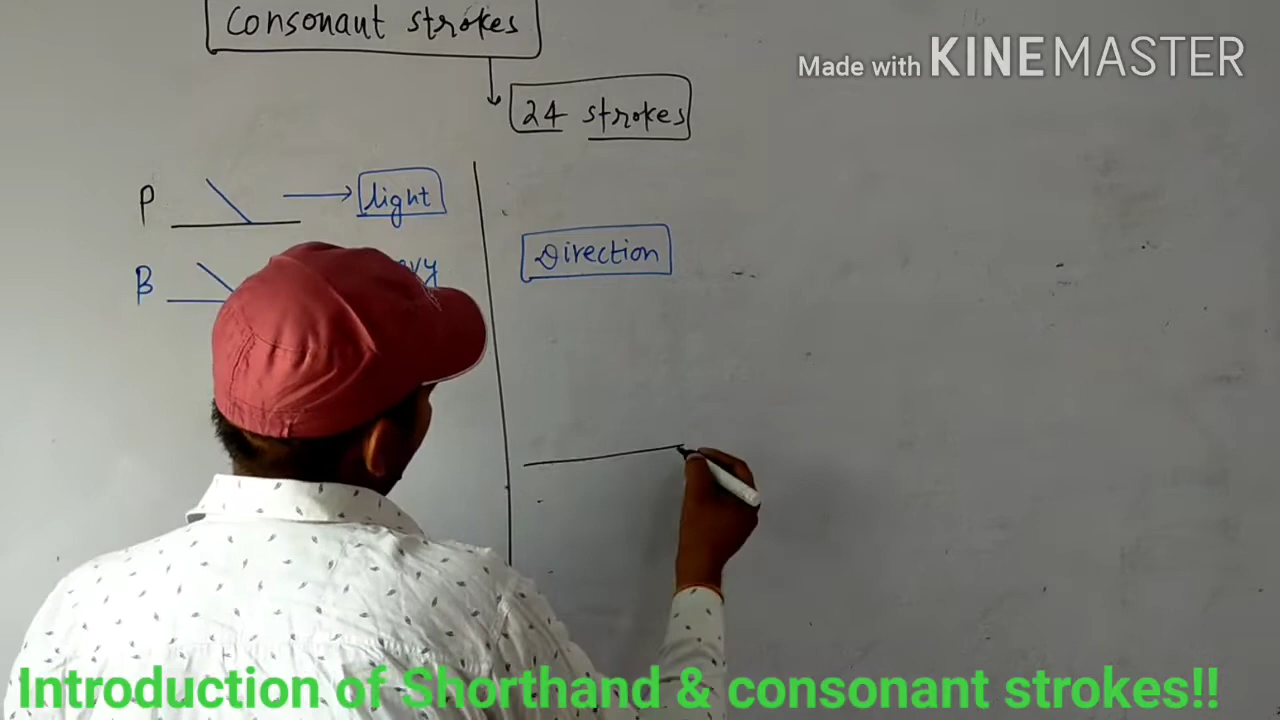 Consonant strokes
Made with KINEMASTER
24 strokes
P light
Direction
B
Introduction of Shorthand & consonant strokes!!